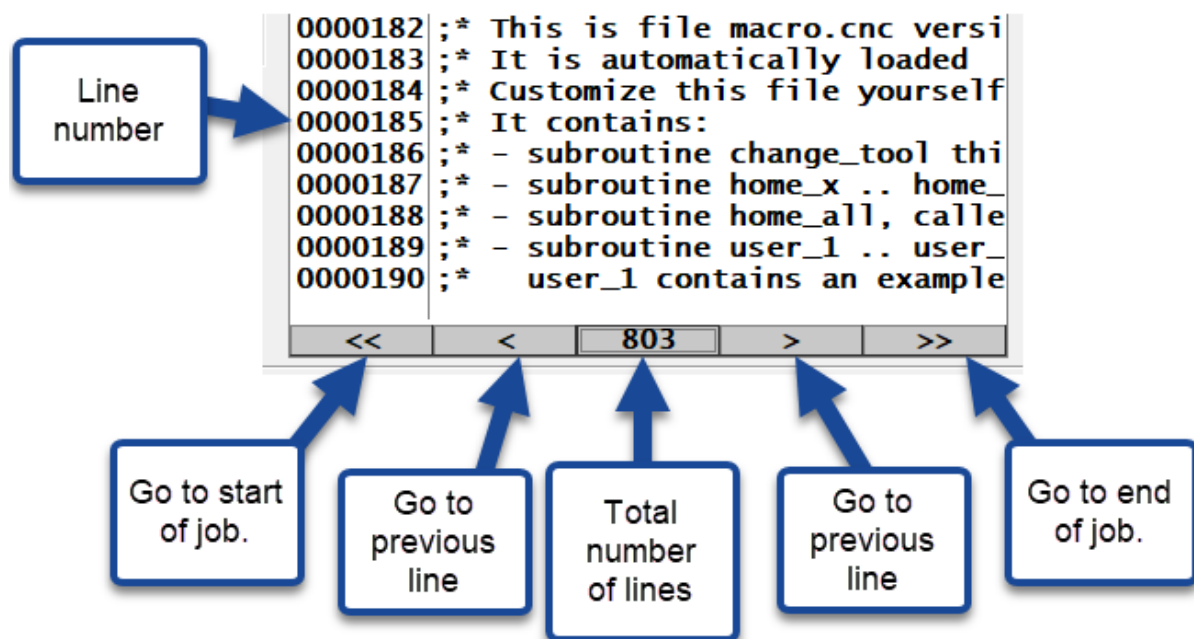 0000182 ;* This is file macro.cnc versi
0000183 ;* It is automatically loaded
0000184 ;* Customize this file yourself
0000185 ;* It contains:
0000186 ;* - subroutine change_tool thi
0000187 ;* - subroutine home_x .. home_
0000188 ;* - subroutine home_all, calle
0000189 ;* - subroutine user_1 .. user_
0000190 ;*   user_1 contains an example
Line
number
<< < 803 > >>
Go to start
of job.
Go to
previous
line
Total
number
of lines
Go to
previous
line
Go to end
of job.